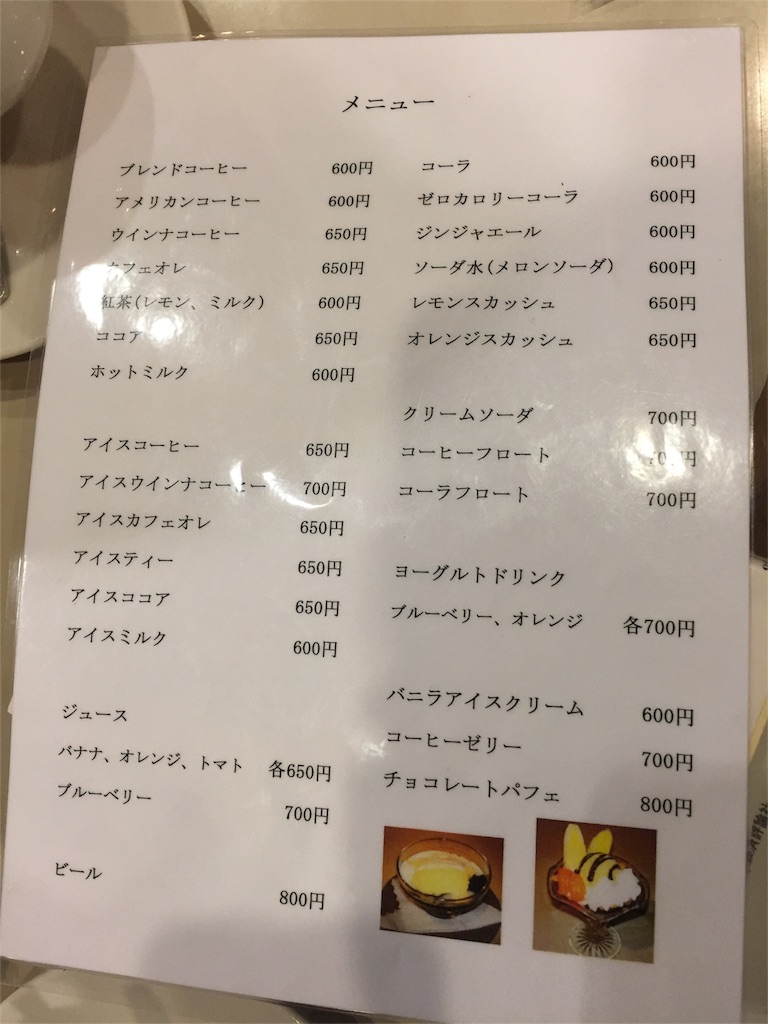 メニュー
ブレンドコーヒー 600円
アメリカンコーヒー 600円
ウインナコーヒー 650円
カフェオレ 650円
紅茶(レモン、ミルク) 600円
ココア 650円
ホットミルク 600円
アイスコーヒー 650円
アイスウインナコーヒー 700円
アイスカフェオレ 650円
アイスティー 650円
アイスココア 650円
アイスミルク 600円
ジュース
バナナ、オレンジ、トマト 各650円
ブルーベリー 700円
ビール 800円
コーラ 600円
ゼロカロリーコーラ 600円
ジンジャエール 600円
ソーダ水(メロンソーダ) 600円
レモンスカッシュ 650円
オレンジスカッシュ 650円
クリームソーダ 700円
コーヒーフロート 700円
コーラフロート 700円
ヨーグルトドリンク
ブルーベリー、オレンジ 各700円
バニラアイスクリーム 600円
コーヒーゼリー 700円
チョコレートパフェ 800円